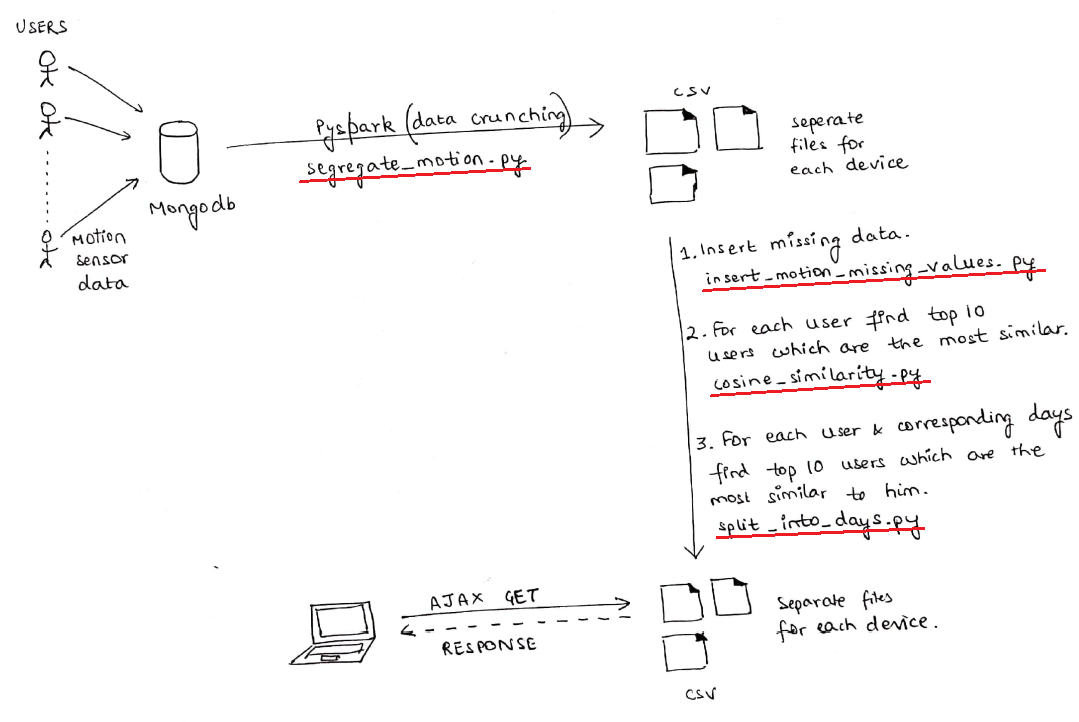 USERS
Motion
sensor
data
Mongodb
Pyspark (data crunching)
segregate_motion.py
CSV
seperate
files for
each device
1. Insert missing data.
insert_motion_missing_values.py
2. For each user find top 10
users which are the most similar.
cosine_similarity.py
3. For each user & corresponding days
find top 10 users which are the
most similar to him.
split_into_days.py
AJAX GET
RESPONSE
Separate files
for each device.
CSV